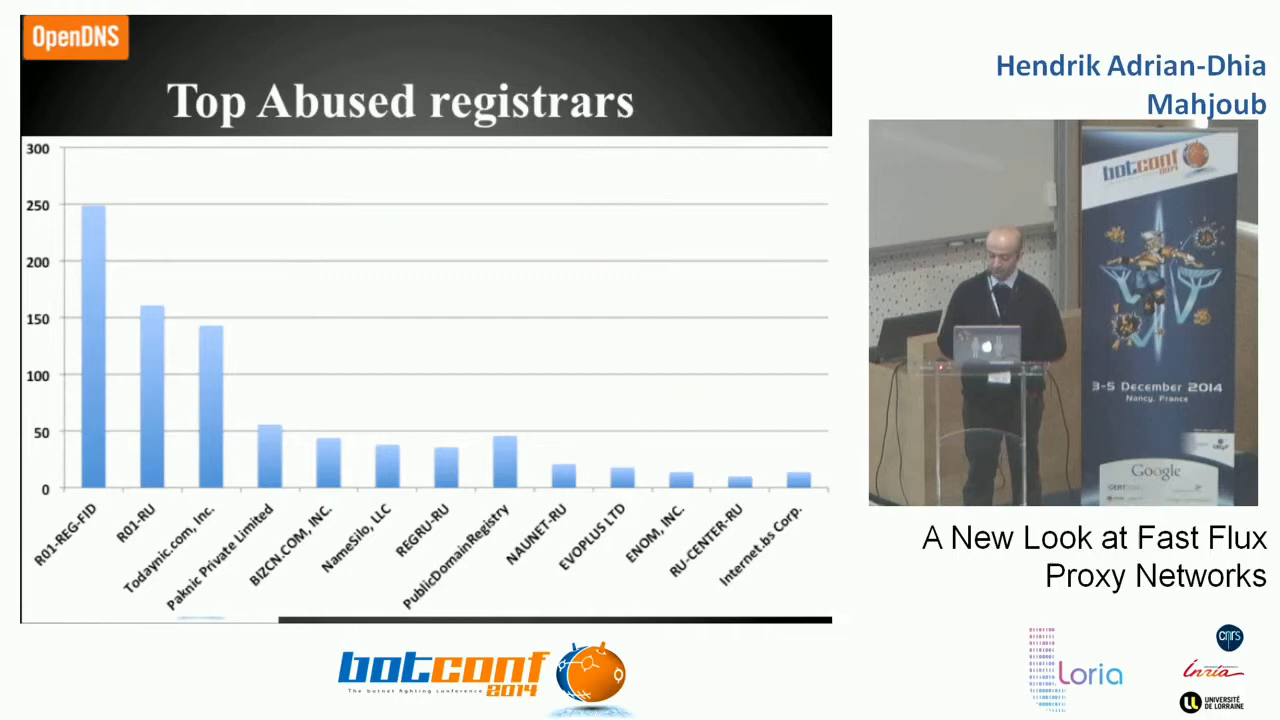 OpenDNS
Top Abused registrars
300
250
200
150
100
50
0
R01-REG-FID
R01-RU
Todaynic.com, Inc.
Paknic Private Limited
BIZCN.COM, INC.
NameSilo, LLC
REGRU-RU
PublicDomainRegistry
NAUNET-RU
EVOPLUS LTD
ENOM, INC.
RU-CENTER-RU
Internet.bs Corp.
Hendrik Adrian-Dhia
Mahjoub
botconf
2014
3-5 December 2014
Nancy, France
Google
CERT
A New Look at Fast Flux
Proxy Networks
botconf
The botnet fighting conference 2014
Loria
cnrs
Inria
UNIVERSITÉ
DE LORRAINE